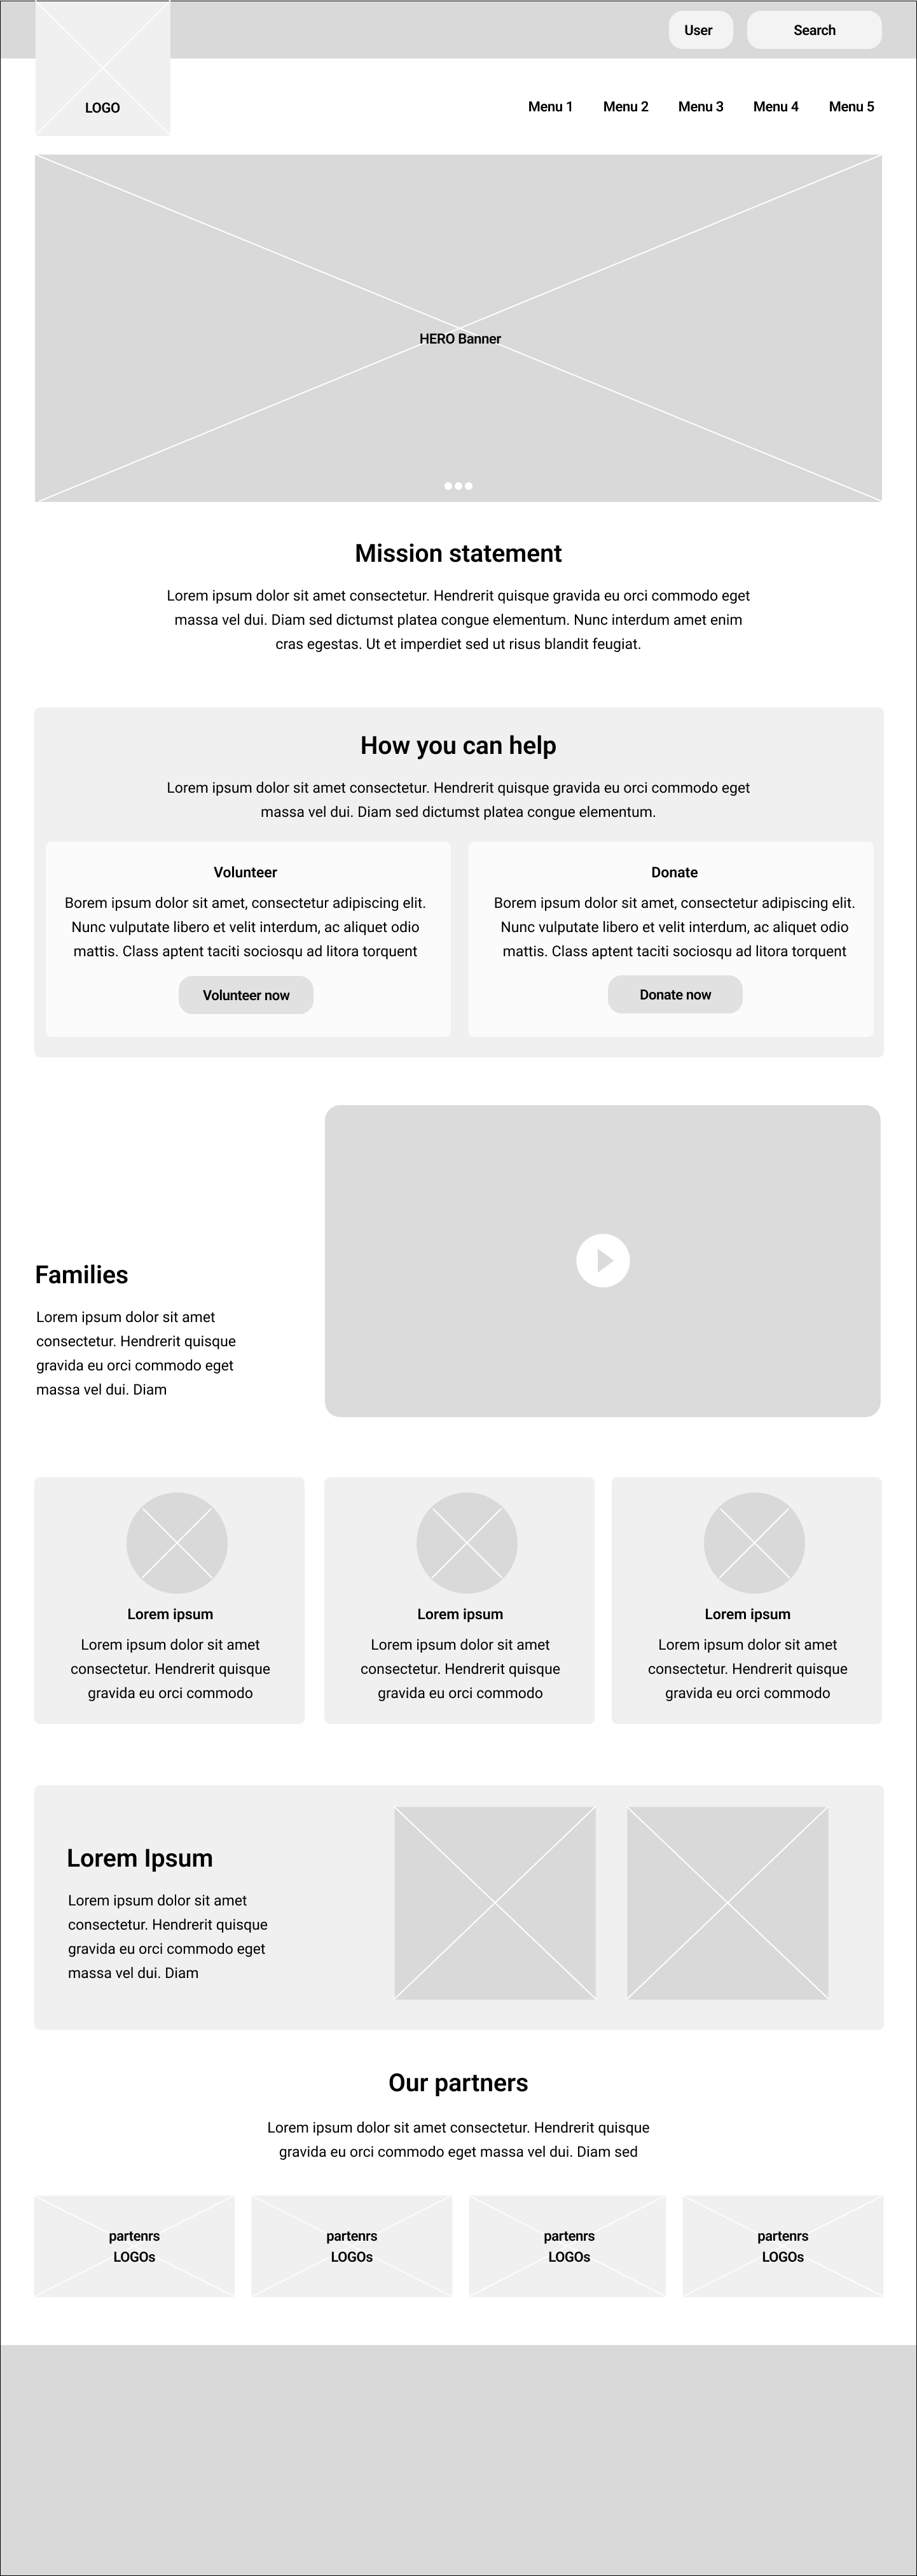 User
Search
LOGO
Menu 1
Menu 2
Menu 3
Menu 4
Menu 5
HERO Banner
Mission statement
Lorem ipsum dolor sit amet consectetur. Hendrerit quisque gravida eu orci commodo eget
massa vel dui. Diam sed dictumst platea congue elementum. Nunc interdum amet enim
cras egestas. Ut et imperdiet sed ut risus blandit feugiat.
How you can help
Lorem ipsum dolor sit amet consectetur. Hendrerit quisque gravida eu orci commodo eget
massa vel dui. Diam sed dictumst platea congue elementum.
Volunteer
Borem ipsum dolor sit amet, consectetur adipiscing elit.
Nunc vulputate libero et velit interdum, ac aliquet odio
mattis. Class aptent taciti sociosqu ad litora torquent
Volunteer now
Donate
Borem ipsum dolor sit amet, consectetur adipiscing elit.
Nunc vulputate libero et velit interdum, ac aliquet odio
mattis. Class aptent taciti sociosqu ad litora torquent
Donate now
Families
Lorem ipsum dolor sit amet
consectetur. Hendrerit quisque
gravida eu orci commodo eget
massa vel dui. Diam
Lorem ipsum
Lorem ipsum dolor sit amet
consectetur. Hendrerit quisque
gravida eu orci commodo
Lorem ipsum
Lorem ipsum dolor sit amet
consectetur. Hendrerit quisque
gravida eu orci commodo
Lorem ipsum
Lorem ipsum dolor sit amet
consectetur. Hendrerit quisque
gravida eu orci commodo
Lorem Ipsum
Lorem ipsum dolor sit amet
consectetur. Hendrerit quisque
gravida eu orci commodo eget
massa vel dui. Diam
Our partners
Lorem ipsum dolor sit amet consectetur. Hendrerit quisque
gravida eu orci commodo eget massa vel dui. Diam sed
partenrs
LOGOs
partenrs
LOGOs
partenrs
LOGOs
partenrs
LOGOs